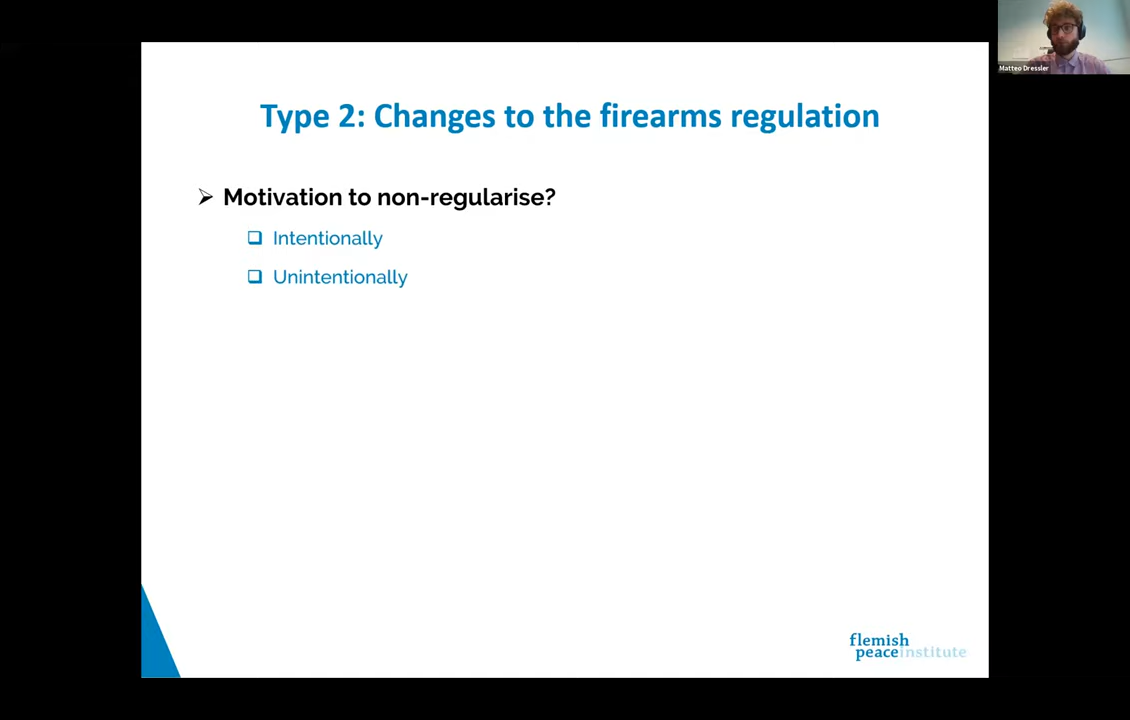 Matteo Dressler
Type 2: Changes to the firearms regulation
Motivation to non-regularise?
Intentionally
Unintentionally
flemish
peace institute